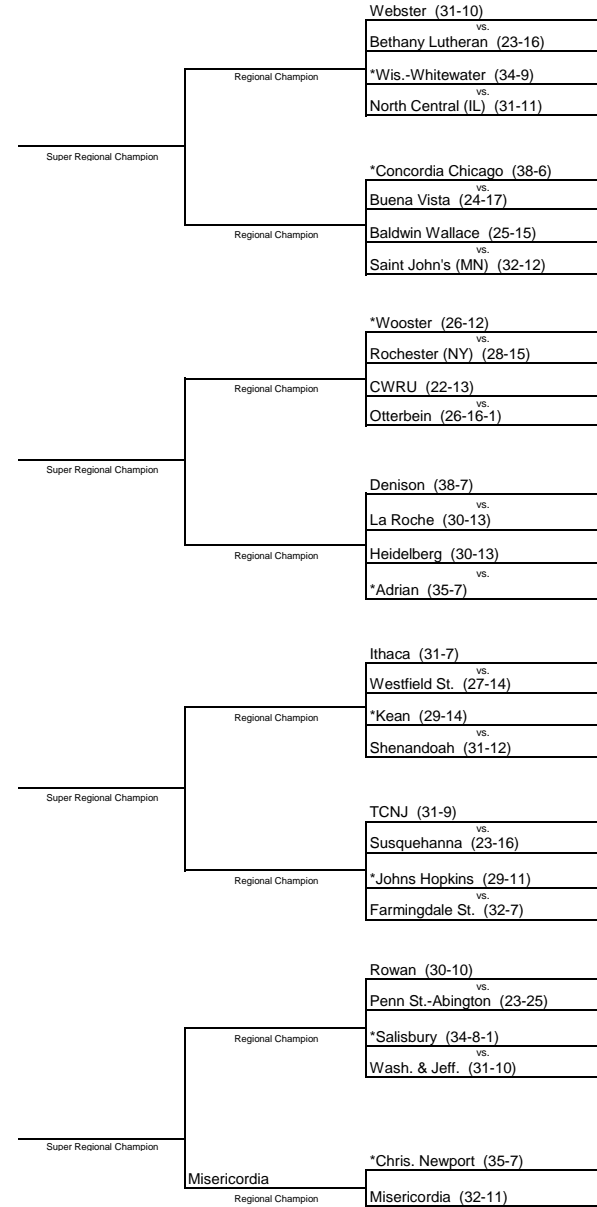 Webster (31-10)
vs.
Bethany Lutheran (23-16)
Regional Champion
*Wis.-Whitewater (34-9)
vs.
North Central (IL) (31-11)
Super Regional Champion
*Concordia Chicago (38-6)
vs.
Buena Vista (24-17)
Regional Champion
Baldwin Wallace (25-15)
vs.
Saint John's (MN) (32-12)
*Wooster (26-12)
vs.
Rochester (NY) (28-15)
Regional Champion
CWRU (22-13)
vs.
Otterbein (26-16-1)
Super Regional Champion
Denison (38-7)
vs.
La Roche (30-13)
Regional Champion
Heidelberg (30-13)
vs.
*Adrian (35-7)
Ithaca (31-7)
vs.
Westfield St. (27-14)
Regional Champion
*Kean (29-14)
vs.
Shenandoah (31-12)
Super Regional Champion
TCNJ (31-9)
vs.
Susquehanna (23-16)
Regional Champion
*Johns Hopkins (29-11)
vs.
Farmingdale St. (32-7)
Rowan (30-10)
vs.
Penn St.-Abington (23-25)
Regional Champion
*Salisbury (34-8-1)
vs.
Wash. & Jeff. (31-10)
Super Regional Champion
*Chris. Newport (35-7)
Misericordia
Regional Champion
Misericordia (32-11)